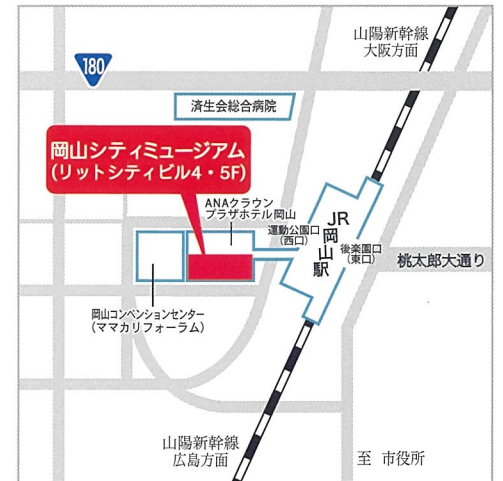 山陽新幹線
大阪方面
180
済生会総合病院
岡山シティミュージアム
(リットシティビル4・5F)
ANAクラウン
プラザホテル岡山
運動公園口
(西口)
JR
岡山駅
後楽園口
(東口)
桃太郎大通り
岡山コンベンションセンター
(ママカリフォーラム)
山陽新幹線
広島方面
至 市役所